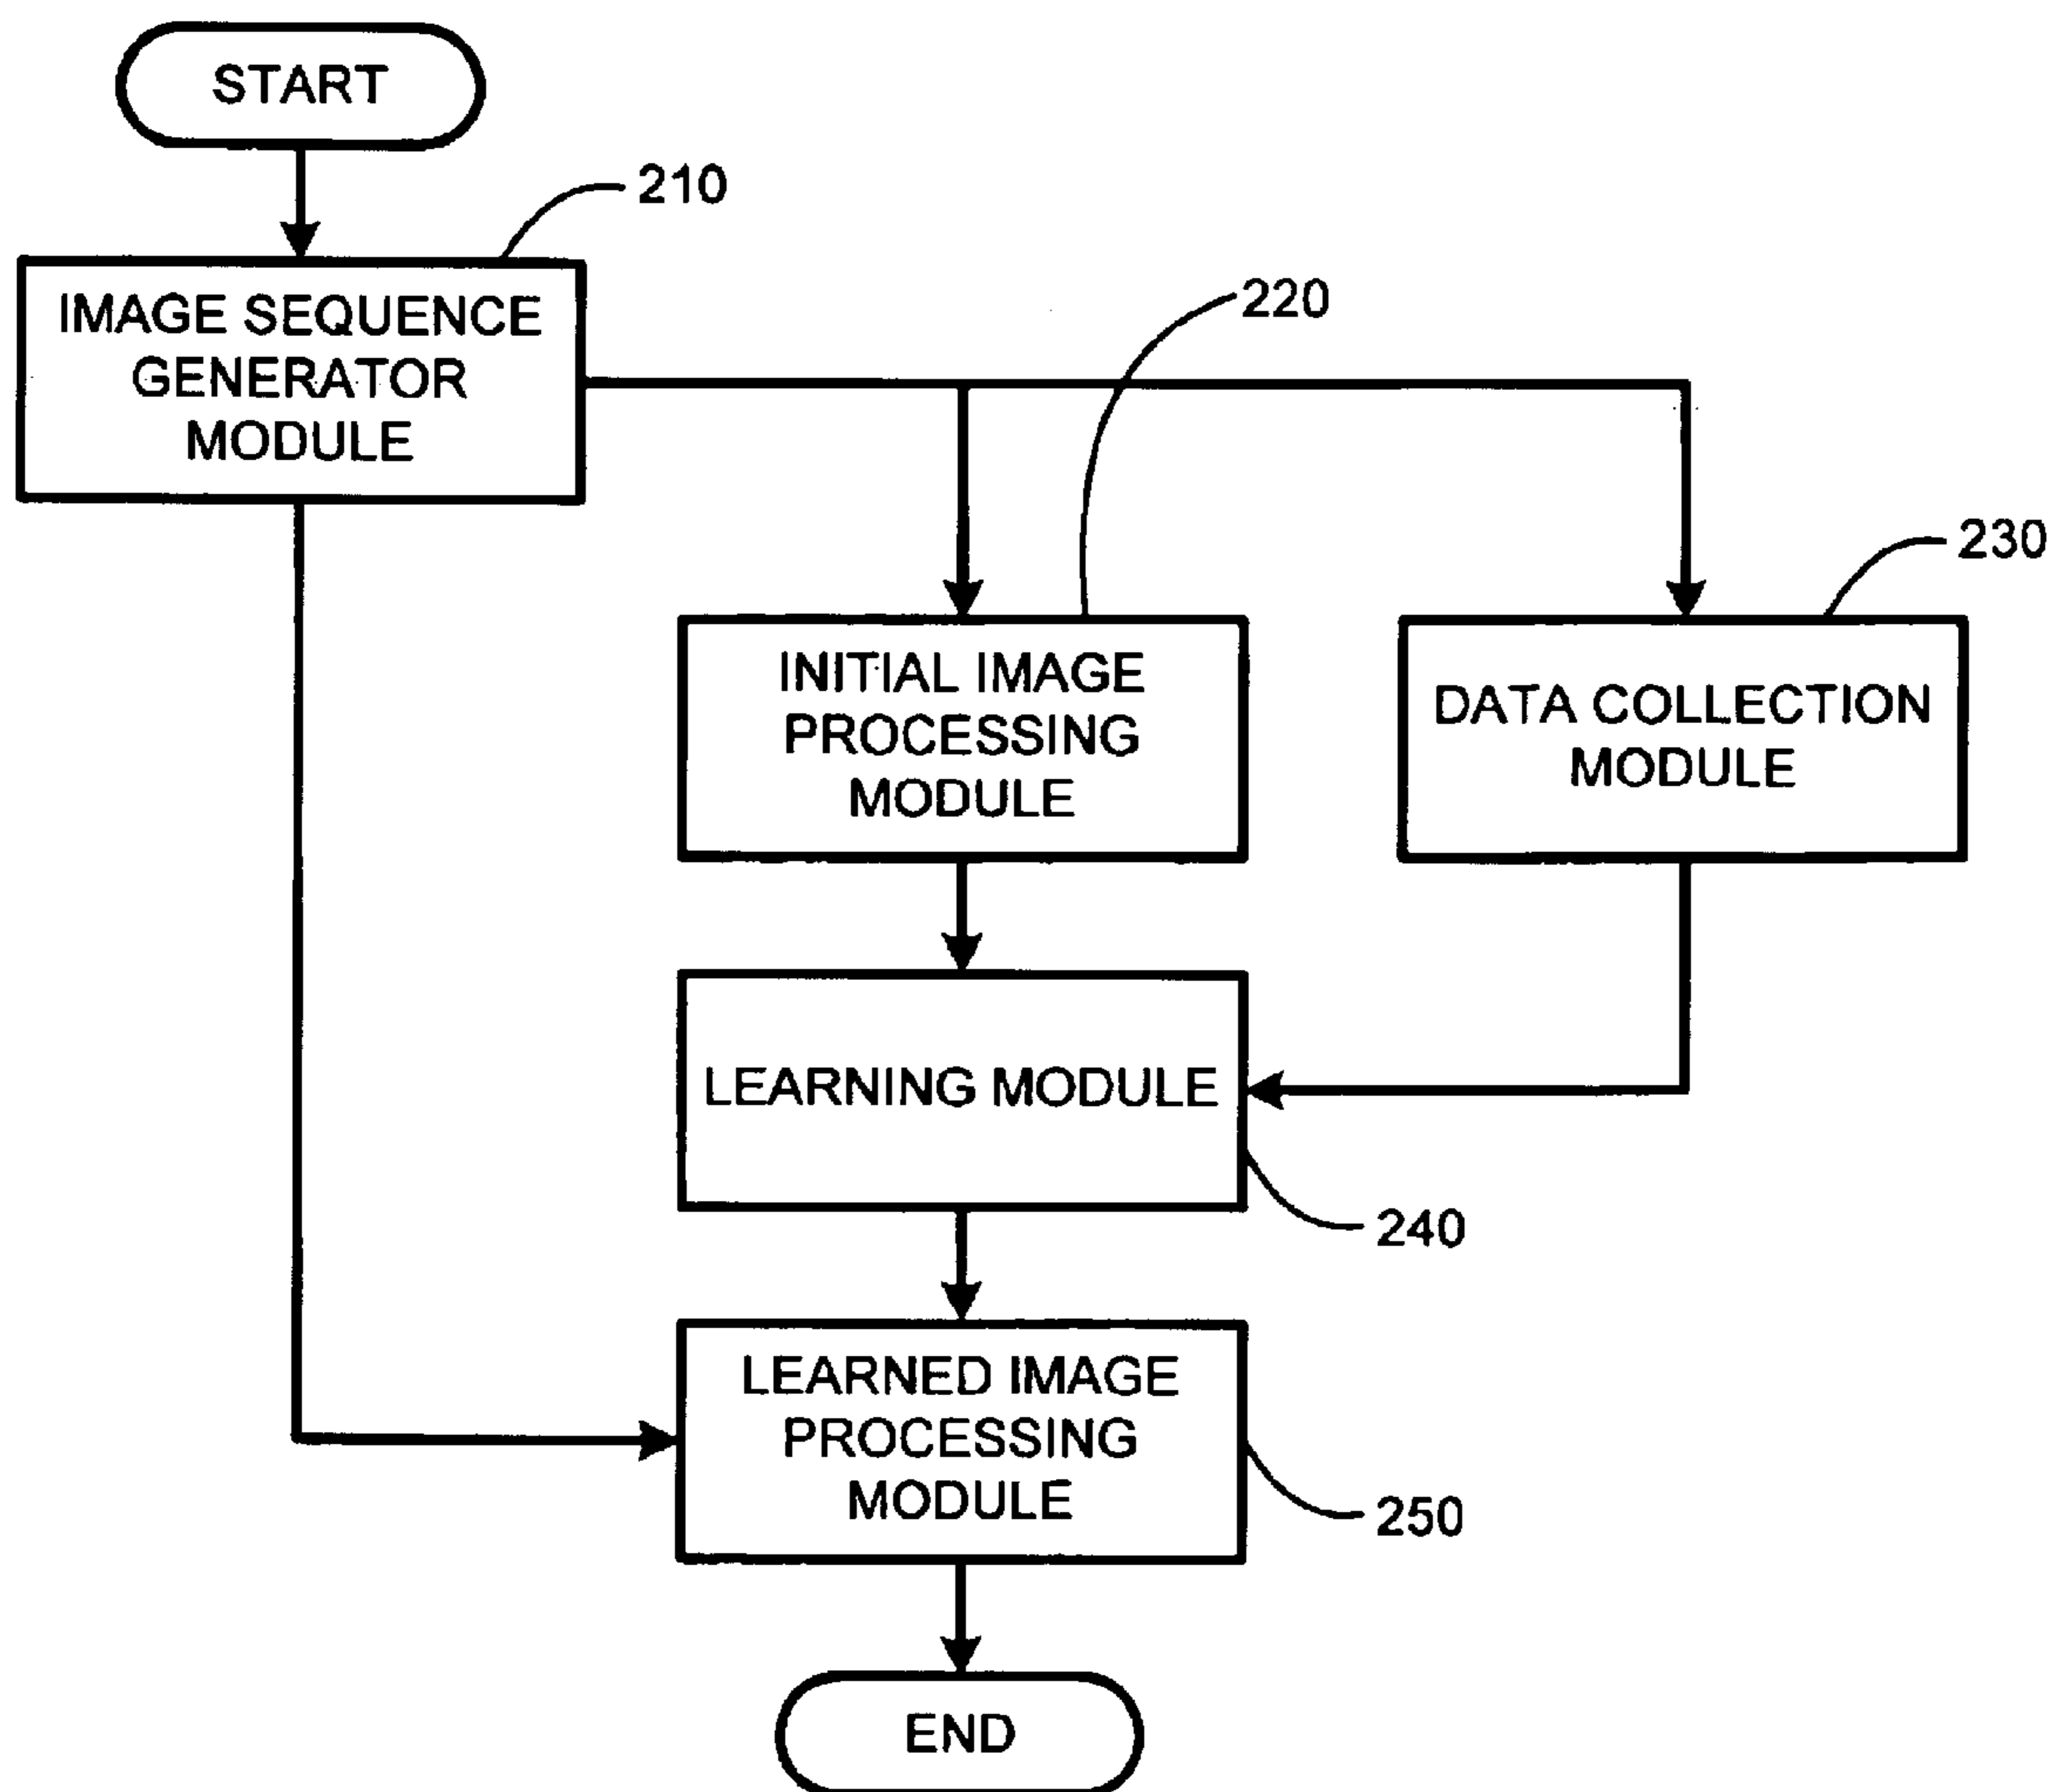 START
210
IMAGE SEQUENCE
GENERATOR
MODULE
220
230
INITIAL IMAGE
PROCESSING
MODULE
DATA COLLECTION
MODULE
LEARNING MODULE
240
LEARNED IMAGE
PROCESSING
MODULE
250
END